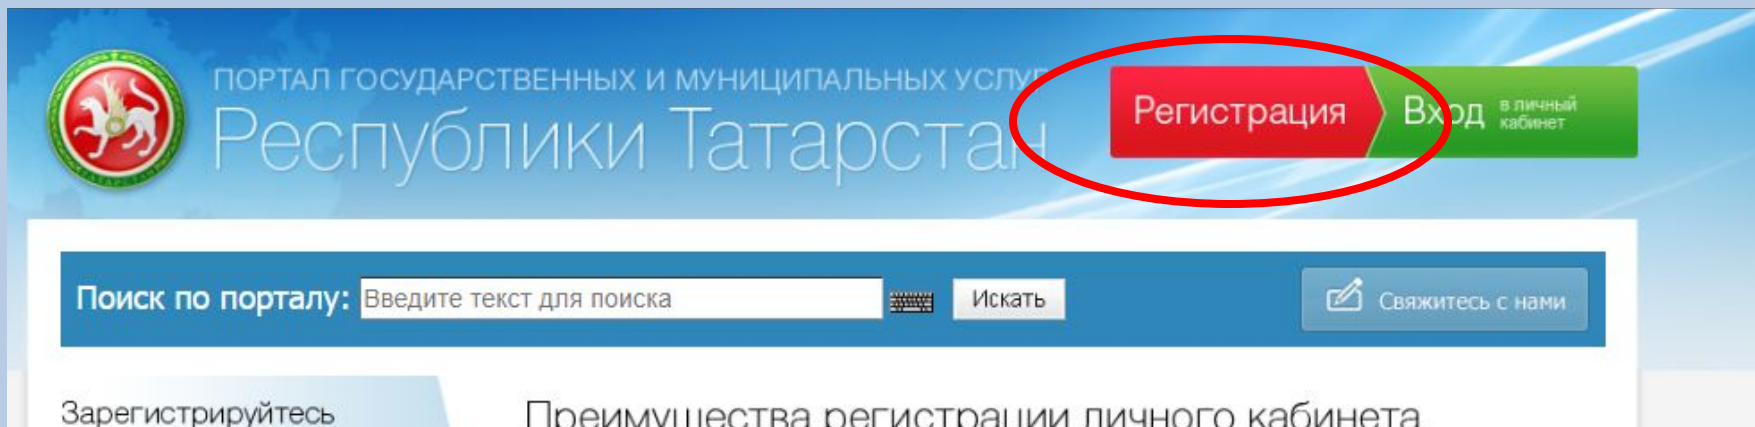 ПОРТАЛ ГОСУДАРСТВЕННЫХ И МУНИЦИПАЛЬНЫХ УСЛУГ
Республики Татарстан
Регистрация
Вход в личный кабинет
Поиск по порталу: Введите текст для поиска Искать
Свяжитесь с нами
Зарегистрируйтесь
Преимущества регистрации личного кабинета